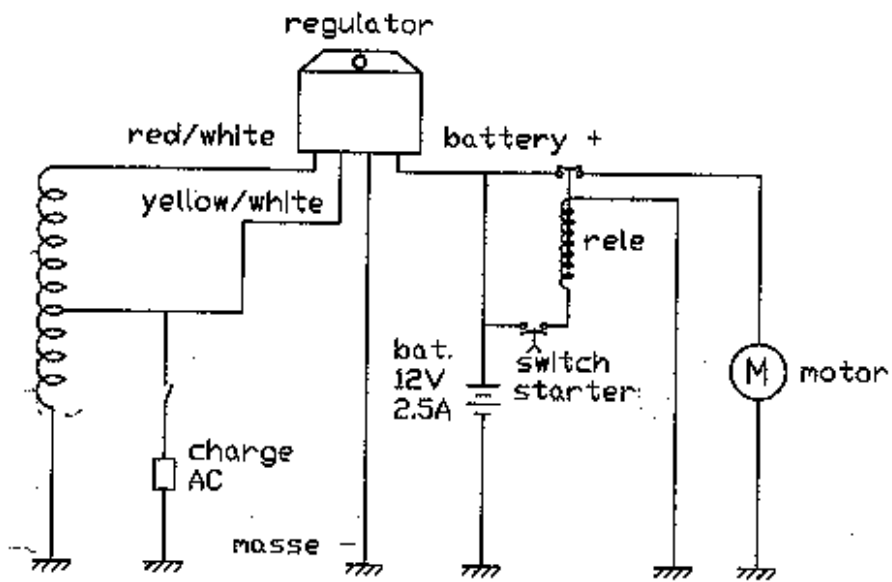 regulator
red/white
battery +
yellow/white
rele
bat.
12V
2.5A
switch
starter
M
motor
charge
AC
masse -